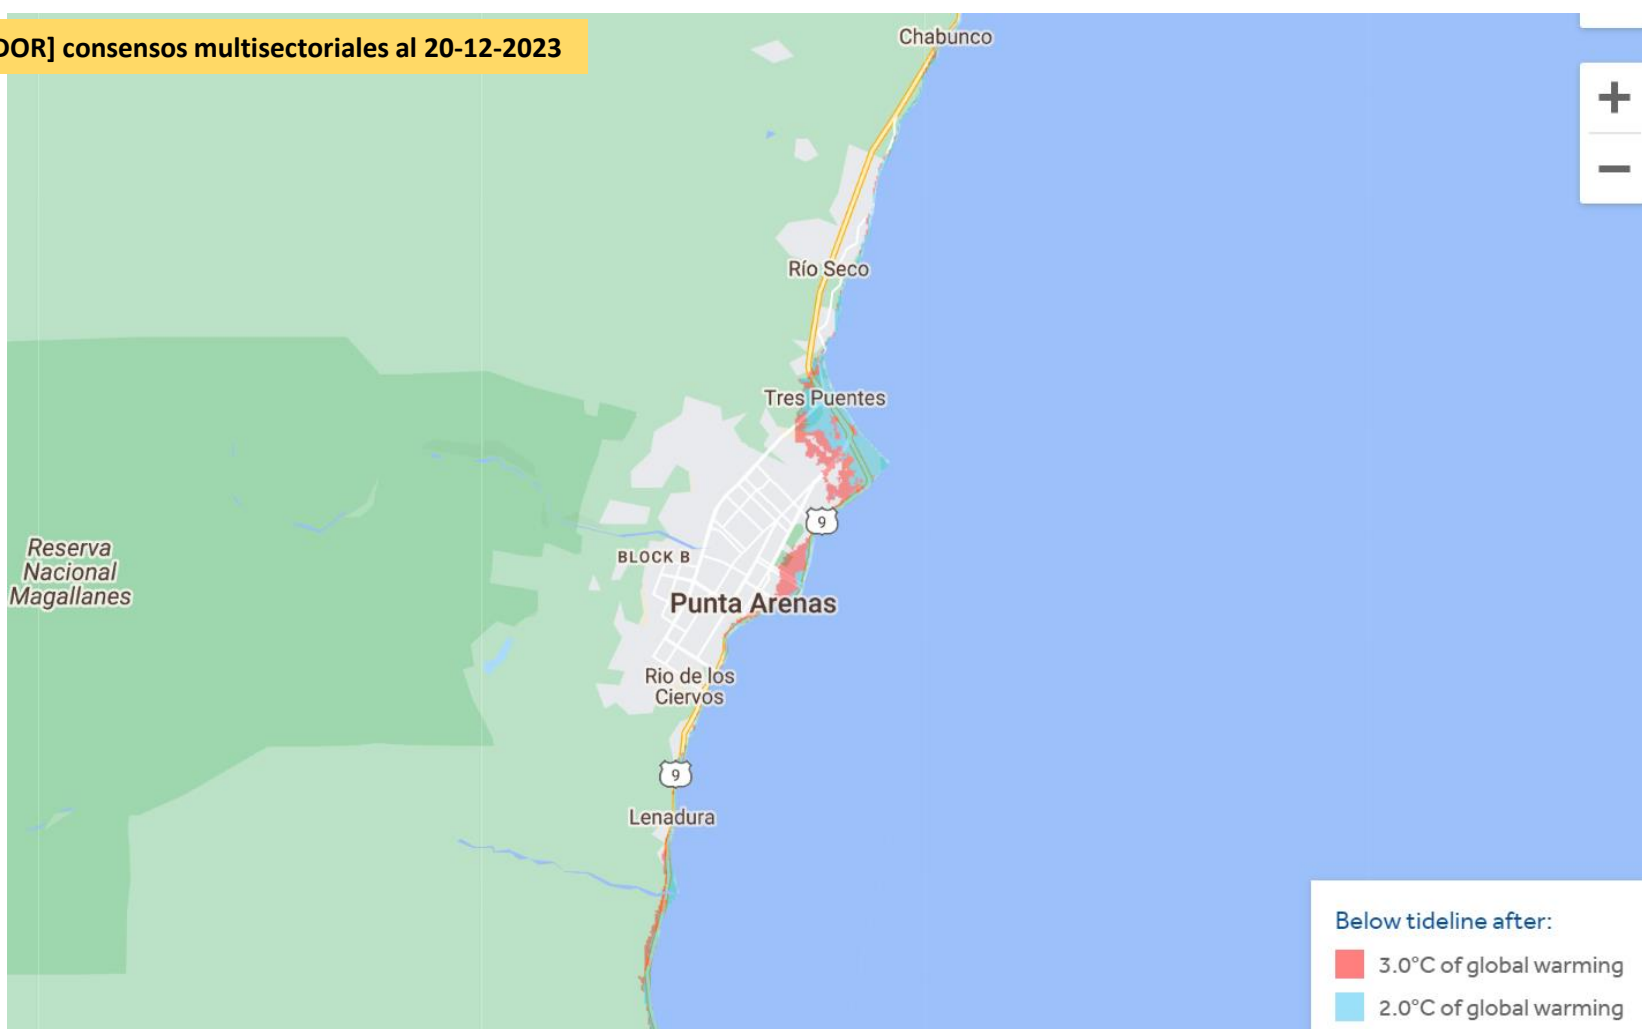 DOR] consensos multisectoriales al 20-12-2023
Chabunco
+
−
Río Seco
Tres Puentes
9
BLOCK B
Reserva
Nacional
Magallanes
Punta Arenas
Rio de los
Ciervos
9
Lenadura
Below tideline after:
3.0°C of global warming
2.0°C of global warming